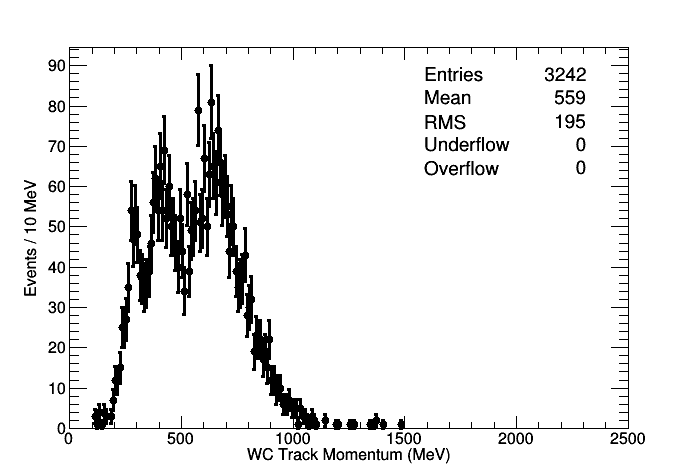 Entries 3242
Mean 559
RMS 195
Underflow 0
Overflow 0
90
80
70
60
50
40
30
20
10
0
Events / 10 MeV
0 500 1000 1500 2000 2500
WC Track Momentum (MeV)